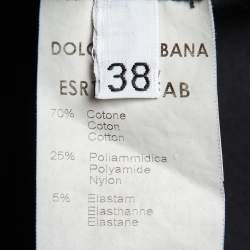 DOLC BANA
38
ESR AB
70% Cotone
Coton
Cotton
25% Poliammidica
Polyamide
Nylon
5% Elastam
Elasthanne
Elastane